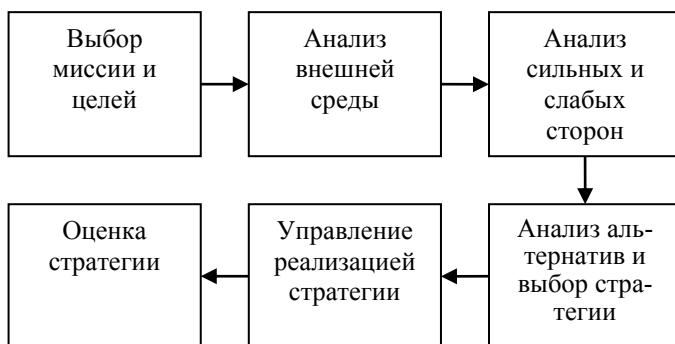 Выбор
миссии и
целей
Анализ
внешней
среды
Анализ
сильных и
слабых
сторон
Анализ аль-
тернатив и
выбор стра-
тегии
Управление
реализацией
стратегии
Оценка
стратегии